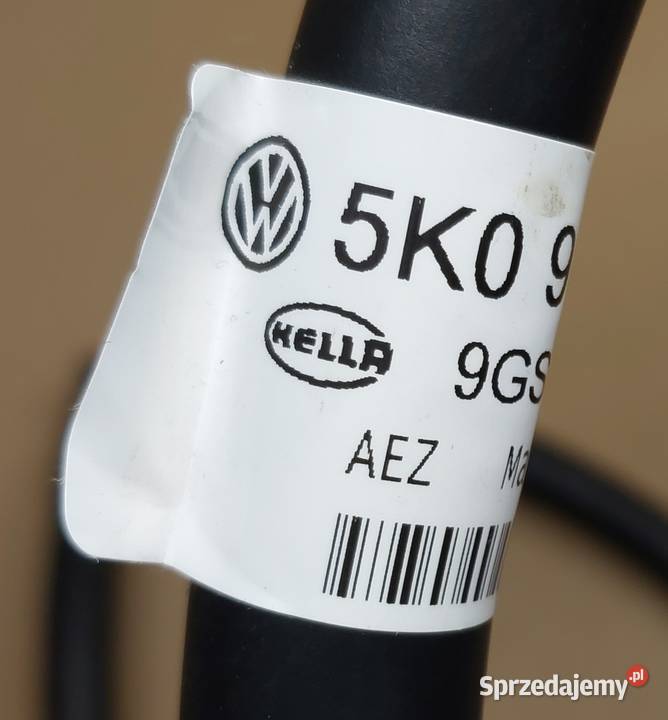 5K0 9
HELLA
9GS
AEZ
Ma
Sprzedajemy.pl